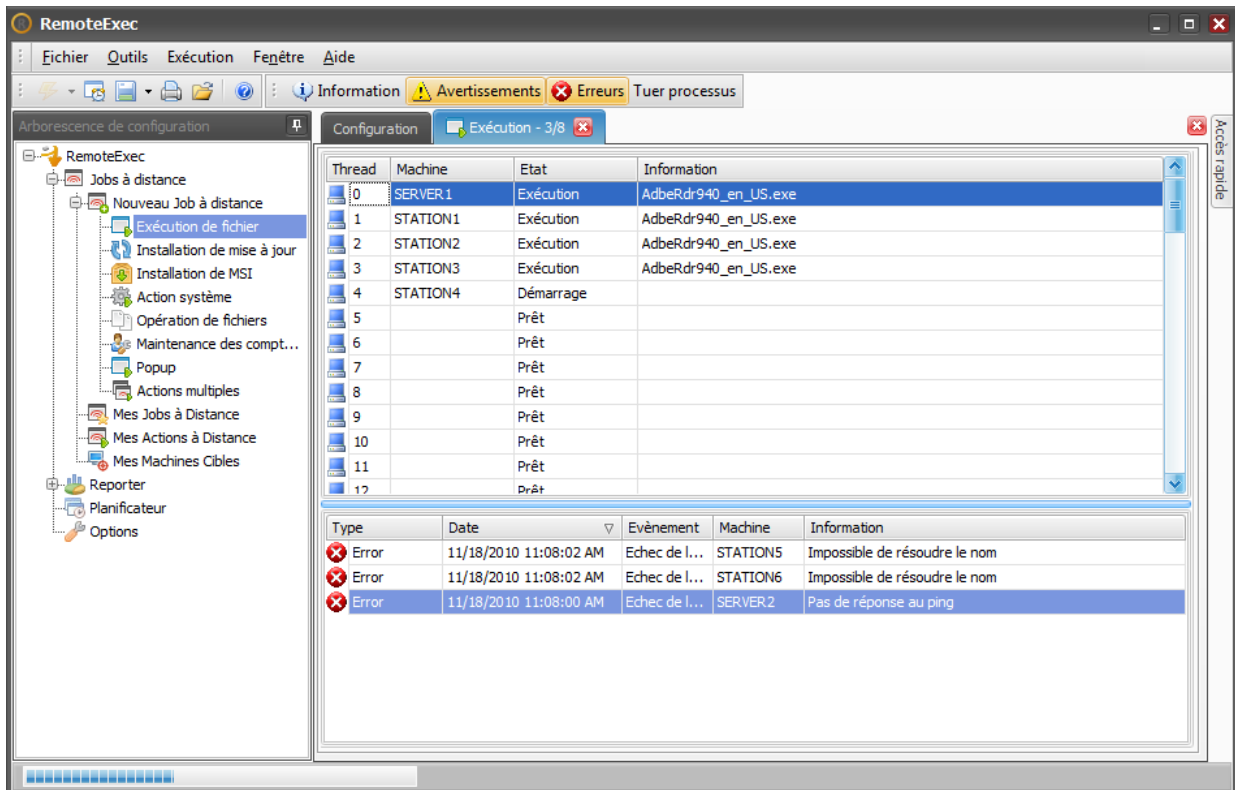 RemoteExec
Fichier Outils Exécution Fenêtre Aide
Information Avertissements Erreurs Tuer processus
Arborescence de configuration
RemoteExec
Jobs à distance
Nouveau Job à distance
Exécution de fichier
Installation de mise à jour
Installation de MSI
Action système
Opération de fichiers
Maintenance des compt...
Popup
Actions multiples
Mes Jobs à Distance
Mes Actions à Distance
Mes Machines Cibles
Reporter
Planificateur
Options
Configuration Exécution - 3/8
Thread Machine Etat Information
0 SERVER1 Exécution AdbeRdr940_en_US.exe
1 STATION1 Exécution AdbeRdr940_en_US.exe
2 STATION2 Exécution AdbeRdr940_en_US.exe
3 STATION3 Exécution AdbeRdr940_en_US.exe
4 STATION4 Démarrage
5 Prêt
6 Prêt
7 Prêt
8 Prêt
9 Prêt
10 Prêt
11 Prêt
12 Prêt
Type Date Evènement Machine Information
Error 11/18/2010 11:08:02 AM Echec de l... STATION5 Impossible de résoudre le nom
Error 11/18/2010 11:08:02 AM Echec de l... STATION6 Impossible de résoudre le nom
Error 11/18/2010 11:08:00 AM Echec de l... SERVER2 Pas de réponse au ping
Accès rapide